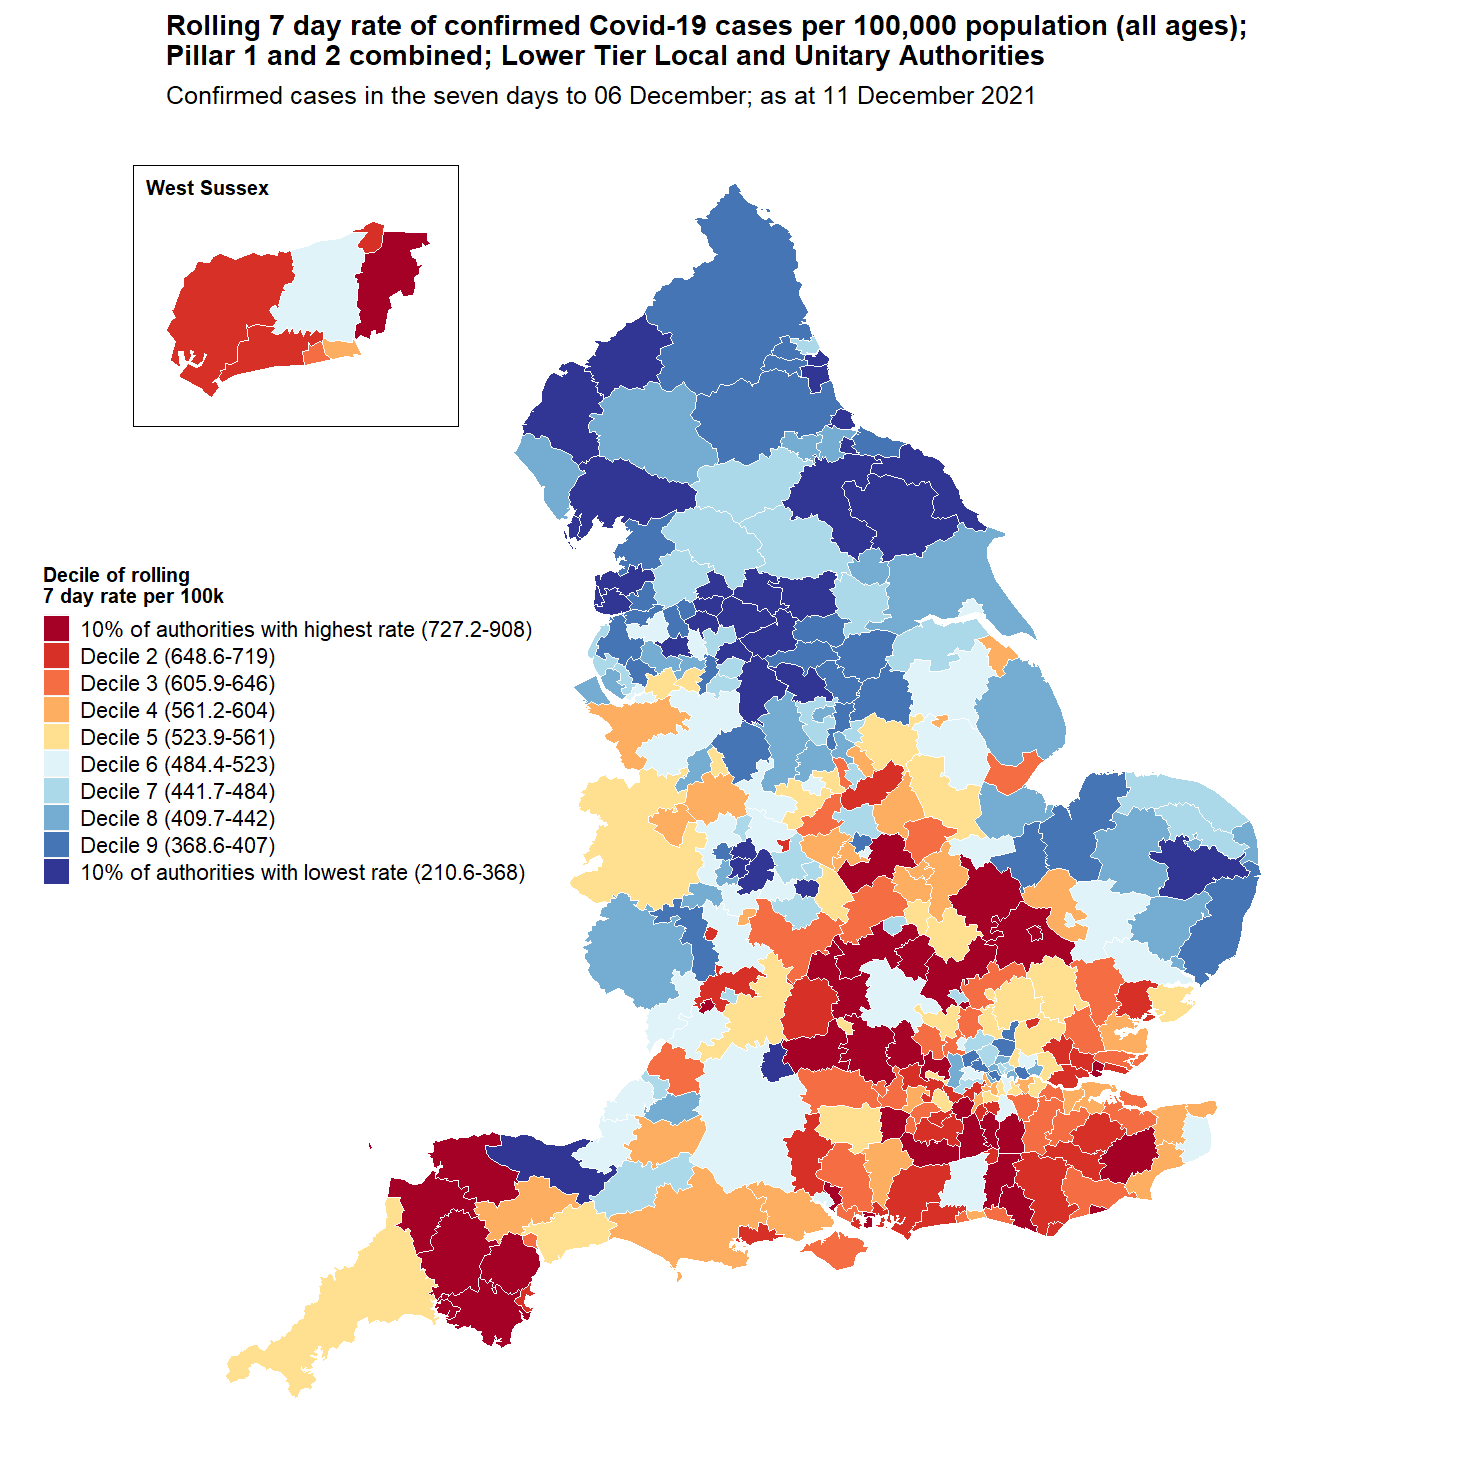 Rolling 7 day rate of confirmed Covid-19 cases per 100,000 population (all ages);
Pillar 1 and 2 combined; Lower Tier Local and Unitary Authorities
Confirmed cases in the seven days to 06 December; as at 11 December 2021
West Sussex
Decile of rolling
7 day rate per 100k
10% of authorities with highest rate (727.2-908)
Decile 2 (648.6-719)
Decile 3 (605.9-646)
Decile 4 (561.2-604)
Decile 5 (523.9-561)
Decile 6 (484.4-523)
Decile 7 (441.7-484)
Decile 8 (409.7-442)
Decile 9 (368.6-407)
10% of authorities with lowest rate (210.6-368)